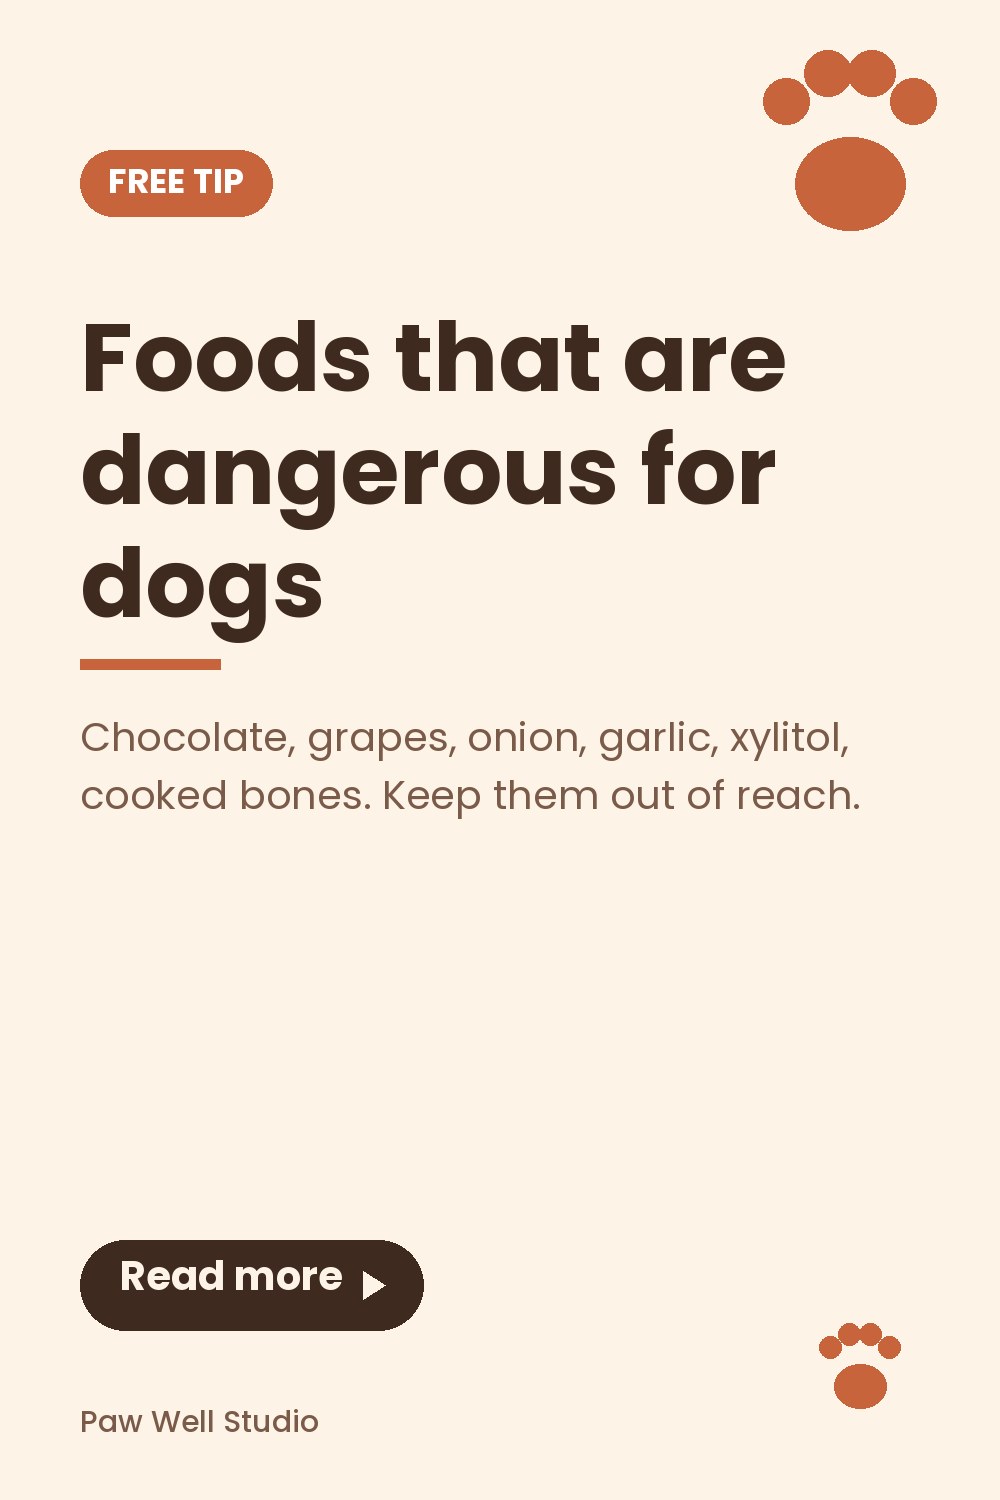 FREE TIP
Foods that are
dangerous for
dogs
Chocolate, grapes, onion, garlic, xylitol,
cooked bones. Keep them out of reach.
Read more
Paw Well Studio